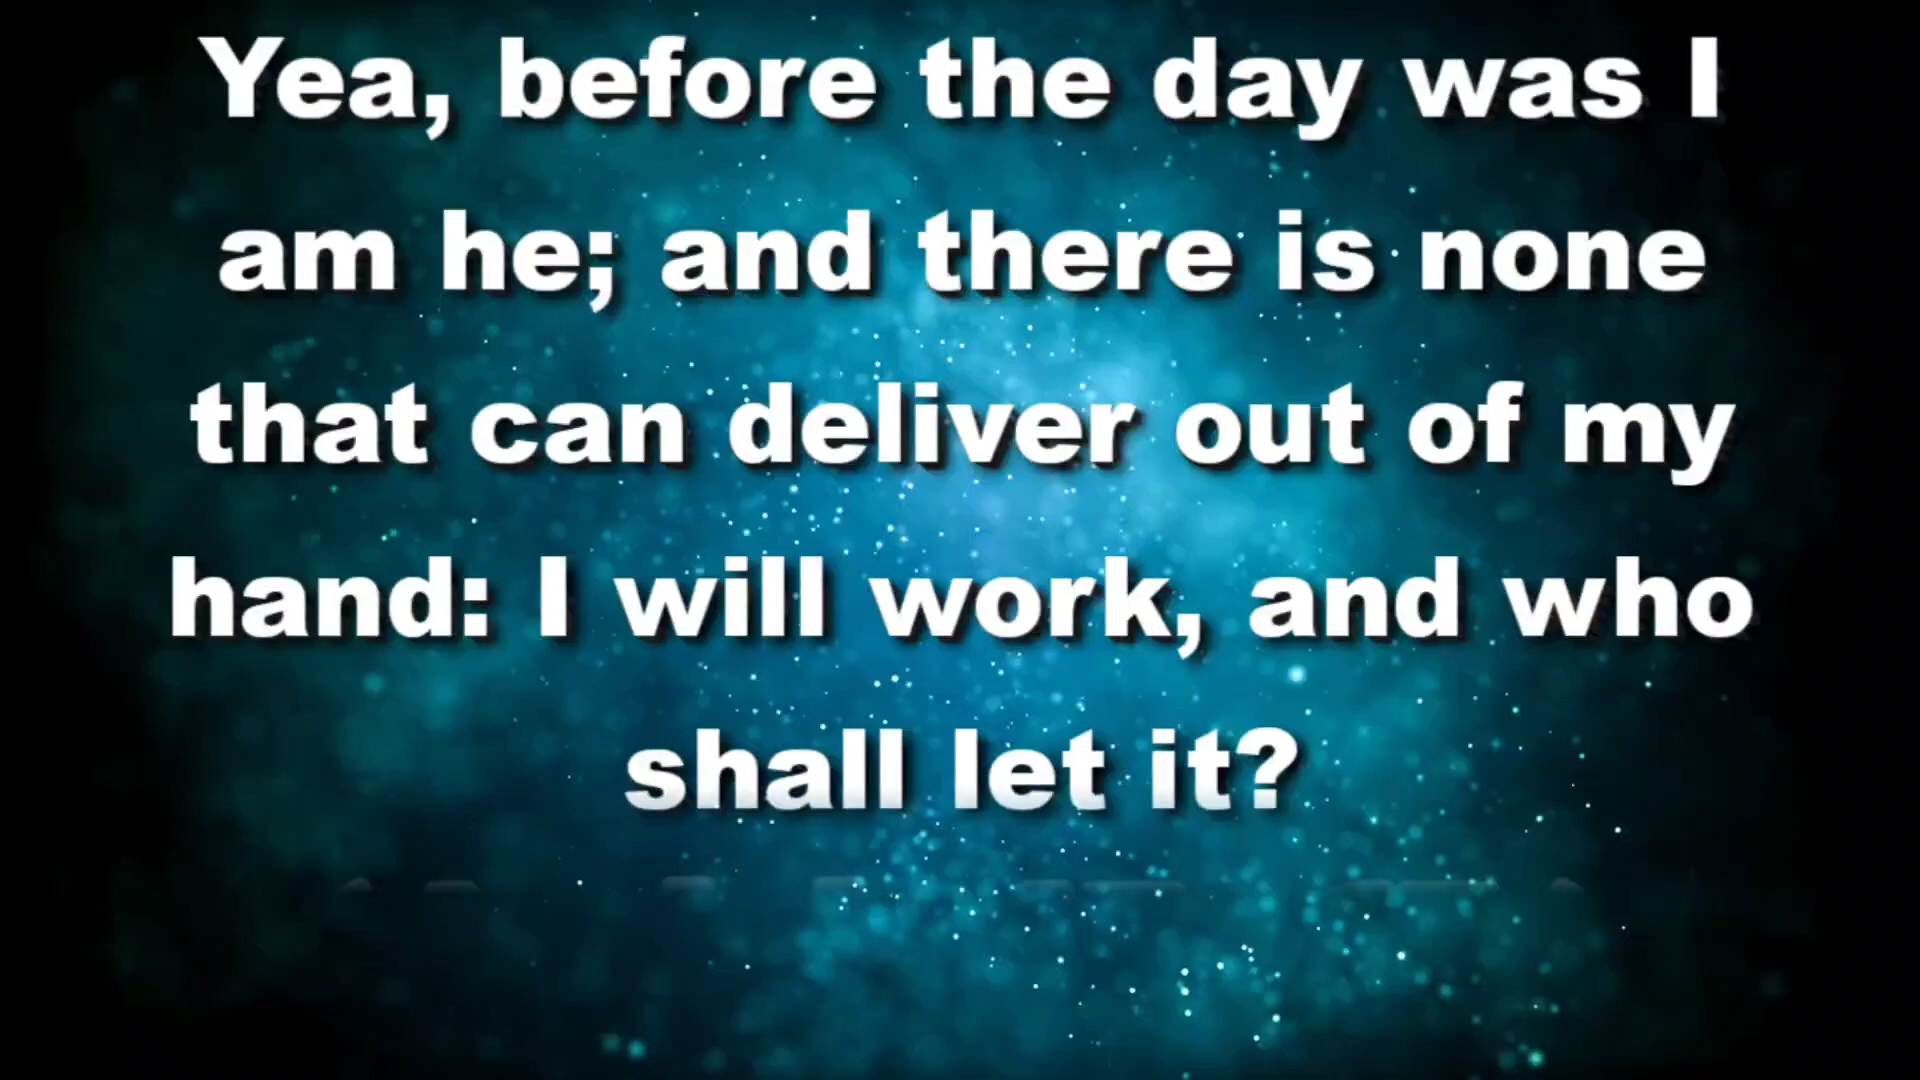 Yea, before the day was I
am he; and there is none
that can deliver out of my
hand: I will work, and who
shall let it?